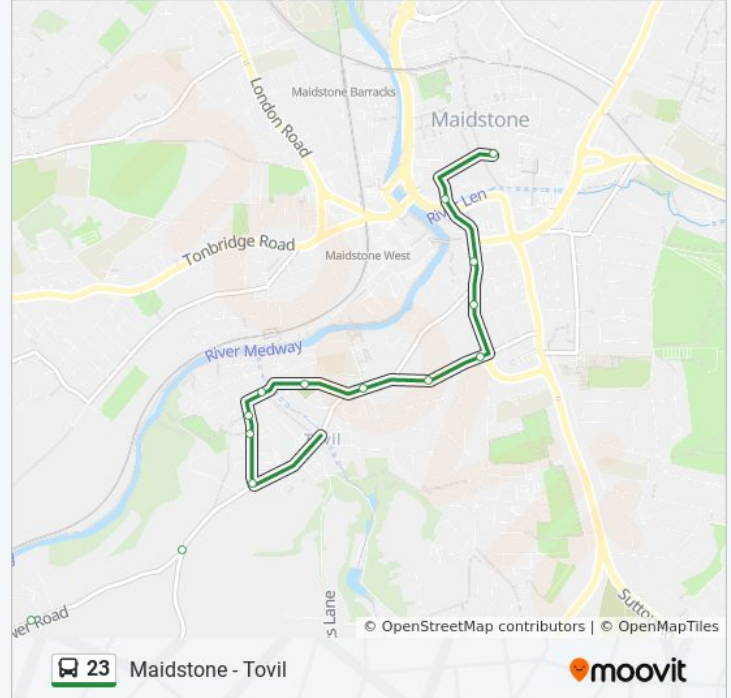 Maidstone Barracks
London Road
Maidstone
River Len
Tonbridge Road
Maidstone West
River Medway
Tovil
wer Road
s Lane
Sutto
© OpenStreetMap contributors | © OpenMapTiles
23 Maidstone - Tovil
moovit